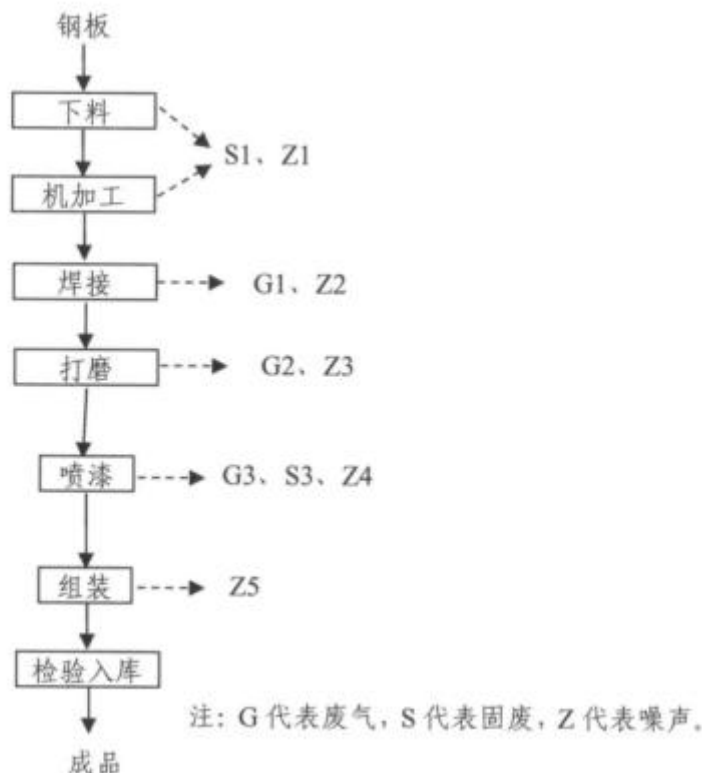 钢板
下料
S1、Z1
机加工
焊接
G1、Z2
打磨
G2、Z3
喷漆
G3、S3、Z4
组装
Z5
检验入库
注: G 代表废气, S 代表固废, Z 代表噪声。
成品